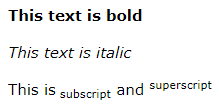 This text is bold
This text is italic
This is subscript and superscript